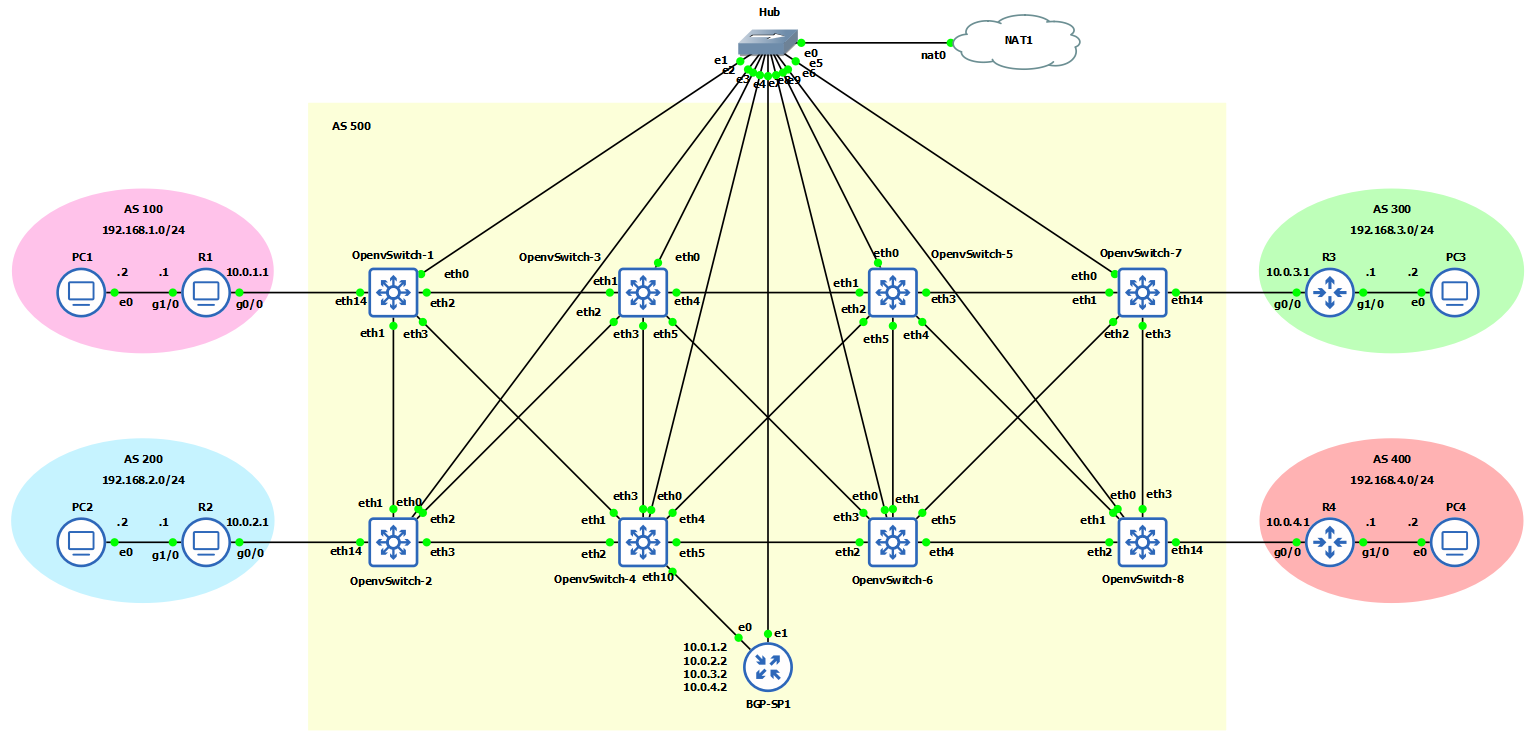 Hub
NAT1
nat0
e0
e5
e6
e1
e2
e3
e4
e9
AS 500
AS 100
192.168.1.0/24
PC1
.2
.1
R1
10.0.1.1
e0
g1/0
g0/0
OpenvSwitch-1
eth0
eth14
eth2
eth1
eth3
OpenvSwitch-3
eth0
eth1
eth2
eth4
eth3
eth5
OpenvSwitch-5
eth0
eth1
eth2
eth3
eth5
eth4
OpenvSwitch-7
eth0
eth1
eth14
eth2
eth3
AS 300
192.168.3.0/24
10.0.3.1
R3
.1
.2
PC3
g0/0
g1/0
e0
AS 200
192.168.2.0/24
PC2
.2
.1
R2
10.0.2.1
e0
g1/0
g0/0
eth1
eth0
eth2
eth14
eth3
OpenvSwitch-2
eth3
eth0
eth1
eth4
eth2
eth5
OpenvSwitch-4
eth10
eth0
eth1
eth3
eth5
eth2
eth4
OpenvSwitch-6
eth0
eth3
eth1
eth2
eth14
OpenvSwitch-8
AS 400
192.168.4.0/24
10.0.4.1
R4
.1
.2
PC4
g0/0
g1/0
e0
e0
e1
10.0.1.2
10.0.2.2
10.0.3.2
10.0.4.2
BGP-SP1